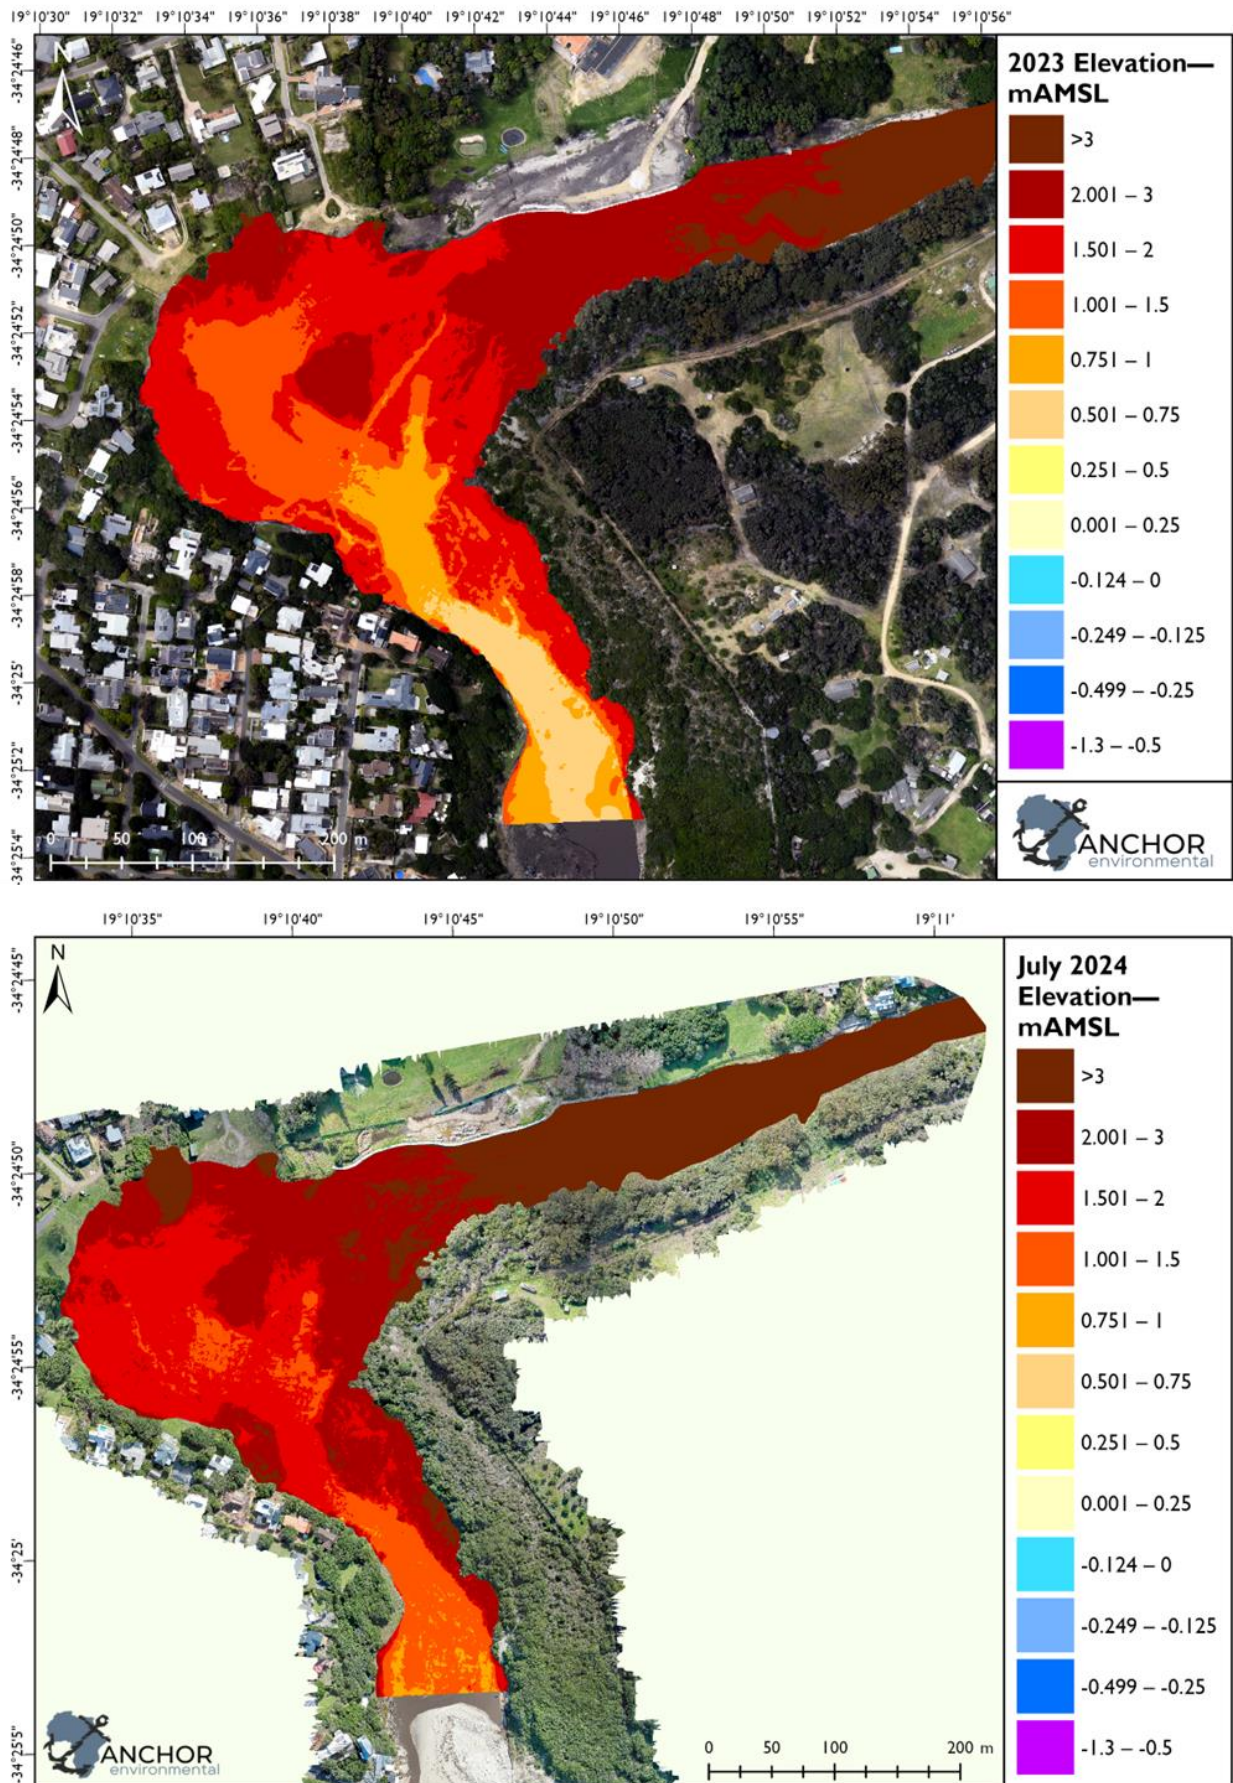 19°10'30" 19°10'32" 19°10'34" 19°10'36" 19°10'38" 19°10'40" 19°10'42" 19°10'44" 19°10'46" 19°10'48" 19°10'50" 19°10'52" 19°10'54" 19°10'56"
-34°24'46"
-34°24'48"
-34°24'50"
-34°24'52"
-34°24'54"
-34°24'56"
-34°24'58"
-34°25'
-34°25'2"
-34°25'4"
N
0 50 100 200 m
2023 Elevation—
mAMSL
>3
2.001 – 3
1.501 – 2
1.001 – 1.5
0.751 – 1
0.501 – 0.75
0.251 – 0.5
0.001 – 0.25
-0.124 – 0
-0.249 – -0.125
-0.499 – -0.25
-1.3 – -0.5
ANCHOR
environmental
19°10'35" 19°10'40" 19°10'45" 19°10'50" 19°10'55" 19°11'
-34°24'45"
-34°24'50"
-34°24'55"
-34°25'
-34°25'5"
N
ANCHOR
environmental
0 50 100 200 m
July 2024
Elevation—
mAMSL
>3
2.001 – 3
1.501 – 2
1.001 – 1.5
0.751 – 1
0.501 – 0.75
0.251 – 0.5
0.001 – 0.25
-0.124 – 0
-0.249 – -0.125
-0.499 – -0.25
-1.3 – -0.5